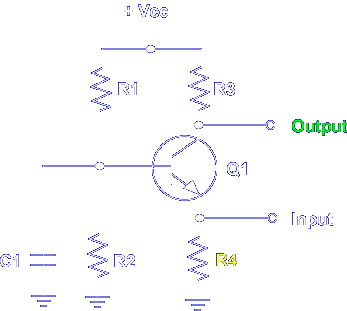 + Vcc
R1
R3
Output
Q1
Input
C1
R2
R4